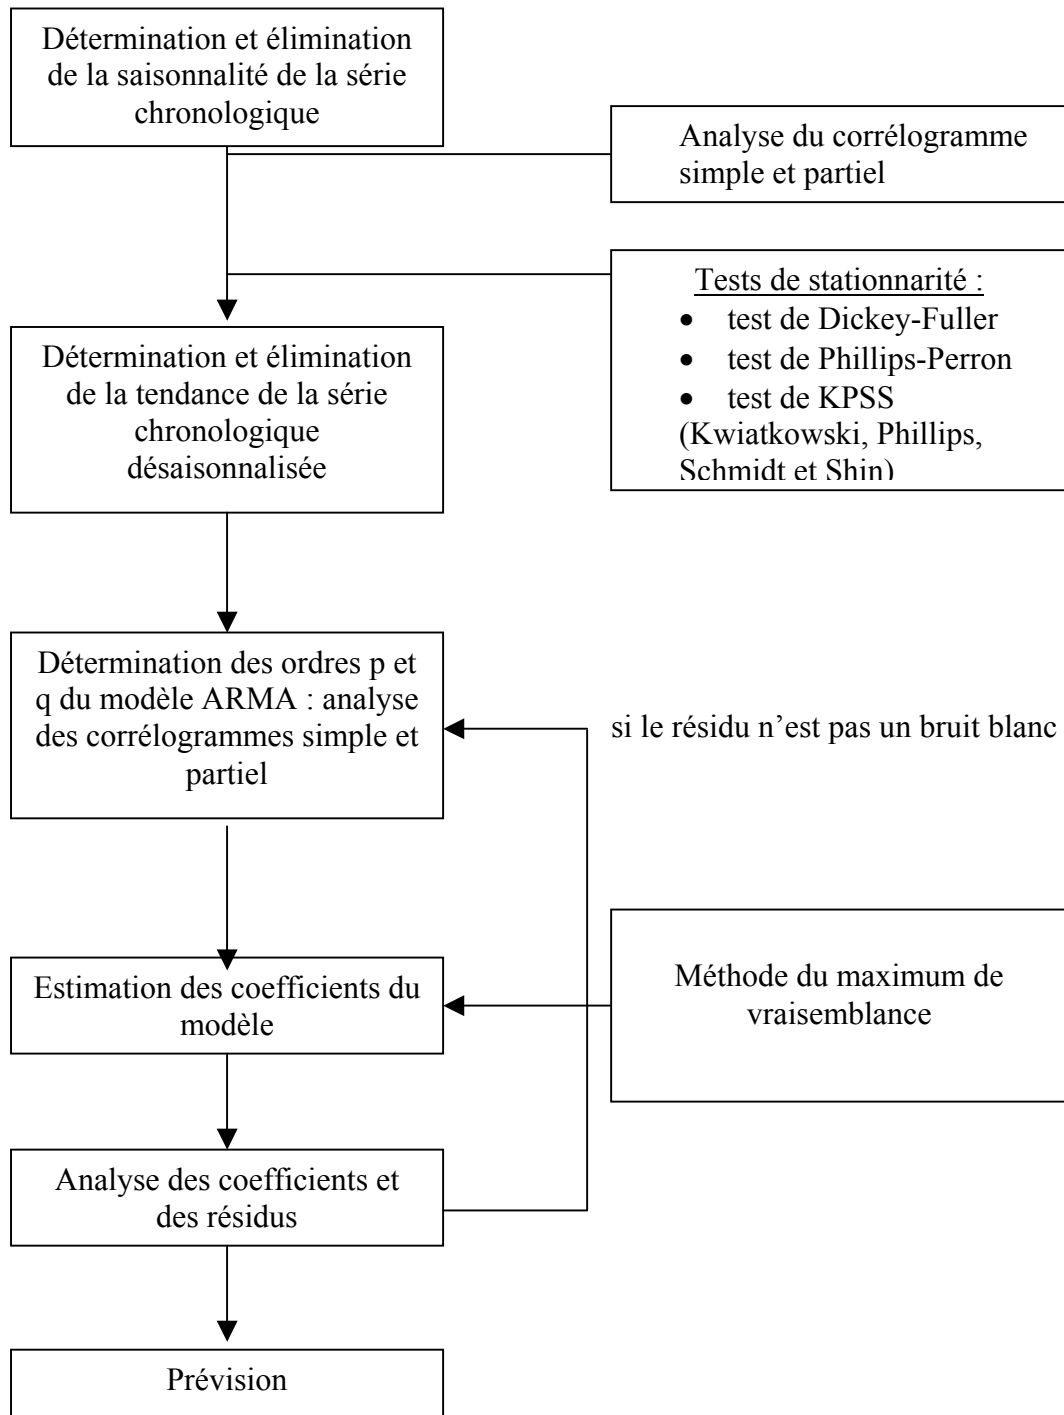 Détermination et élimination
de la saisonnalité de la série
chronologique
Analyse du corrélogramme
simple et partiel
Tests de stationnarité :
• test de Dickey-Fuller
• test de Phillips-Perron
• test de KPSS
(Kwiatkowski, Phillips,
Schmidt et Shin)
Détermination et élimination
de la tendance de la série
chronologique
désaisonnalisée
Détermination des ordres p et
q du modèle ARMA : analyse
des corrélogrammes simple et
partiel
si le résidu n’est pas un bruit blanc
Méthode du maximum de
vraisemblance
Estimation des coefficients du
modèle
Analyse des coefficients et
des résidus
Prévision